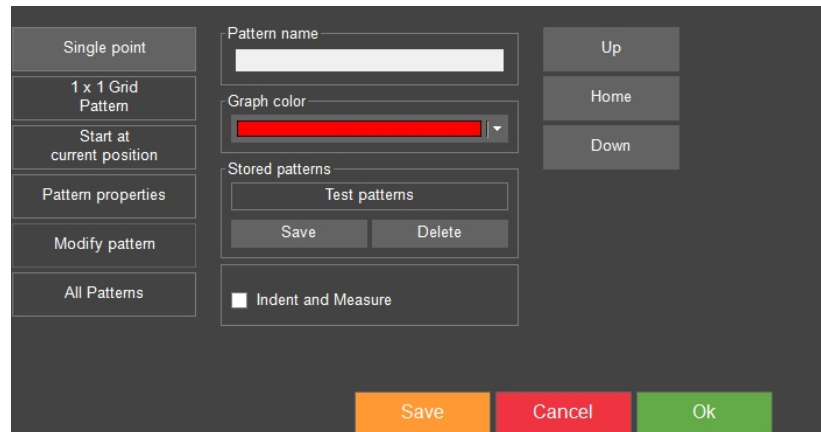 Single point
1 x 1 Grid
Pattern
Start at
current position
Pattern properties
Modify pattern
All Patterns
Pattern name
Graph color
Stored patterns
Test patterns
Save
Delete
Indent and Measure
Up
Home
Down
Save
Cancel
Ok